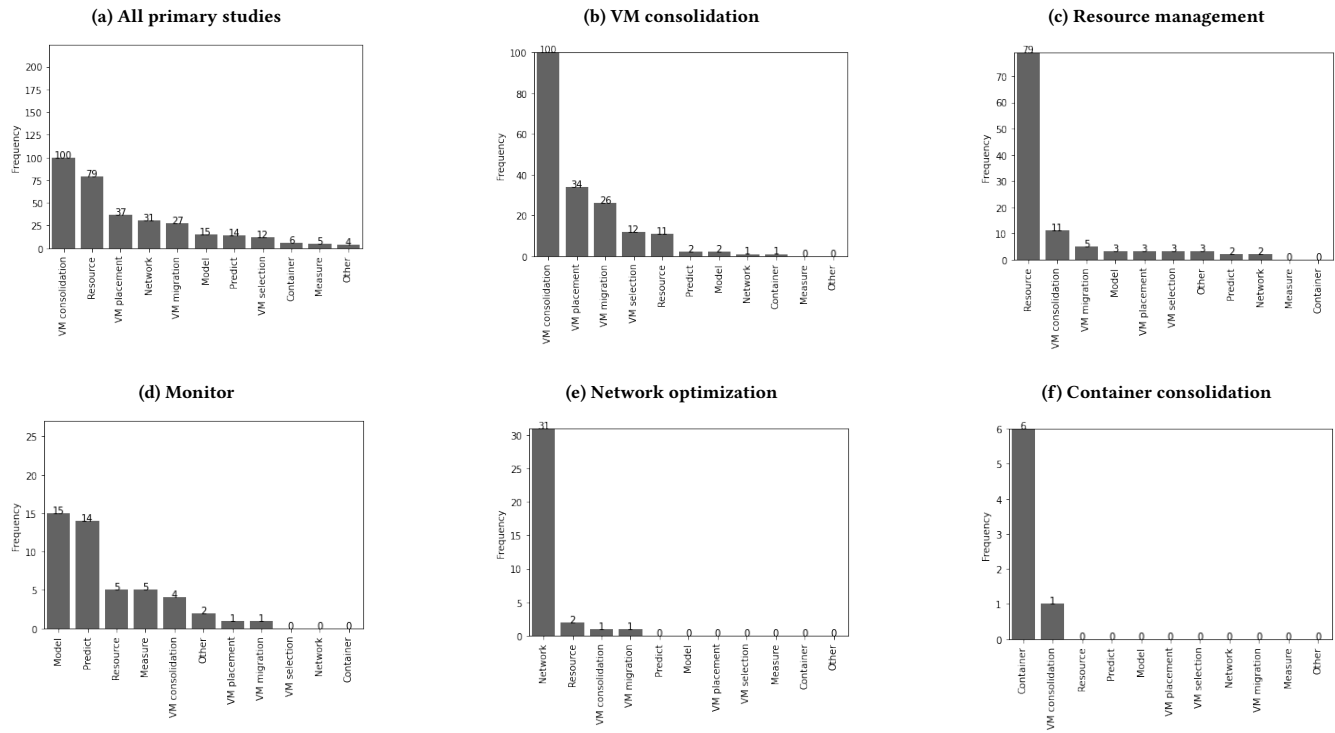 (a) All primary studies
Frequency
200
175
150
125
100
75
50
25
0
100
79
37
31
27
15
14
12
6
5
4
VM consolidation
Resource
VM placement
Network
VM migration
Model
Predict
VM selection
Container
Measure
Other
(b) VM consolidation
Frequency
100
80
60
40
20
0
100
34
26
12
11
2
2
1
1
0
0
VM consolidation
VM placement
VM migration
VM selection
Resource
Predict
Model
Network
Container
Measure
Other
(c) Resource management
Frequency
70
60
50
40
30
20
10
0
79
11
5
3
3
3
3
2
2
0
0
Resource
VM consolidation
VM migration
Model
VM placement
VM selection
Other
Predict
Network
Measure
Container
(d) Monitor
Frequency
25
20
15
10
5
0
15
14
5
5
4
2
1
1
0
0
0
Model
Predict
Resource
Measure
VM consolidation
Other
VM placement
VM migration
VM selection
Network
Container
(e) Network optimization
Frequency
30
25
20
15
10
5
0
31
2
1
1
0
0
0
0
0
0
0
Network
Resource
VM consolidation
VM migration
Predict
Model
VM placement
VM selection
Measure
Container
Other
(f) Container consolidation
Frequency
6
5
4
3
2
1
0
6
1
0
0
0
0
0
0
0
0
0
Container
VM consolidation
Resource
Predict
Model
VM placement
VM selection
Network
VM migration
Measure
Other